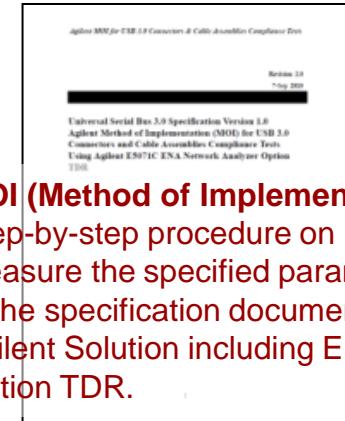 Agilent MOI for USB 3.0 Connectors & Cable Assemblies Compliance Tests
Revision 2.0
7-Sep 2010
Universal Serial Bus 3.0 Specification Version 1.0
Agilent Method of Implementation (MOI) for USB 3.0
Connectors and Cable Assemblies Compliance Tests
Using Agilent E5071C ENA Network Analyzer Option
TDR
OI (Method of Implemen
ep-by-step procedure on
easure the specified paran
he specification docume
ilent Solution including E
tion TDR.